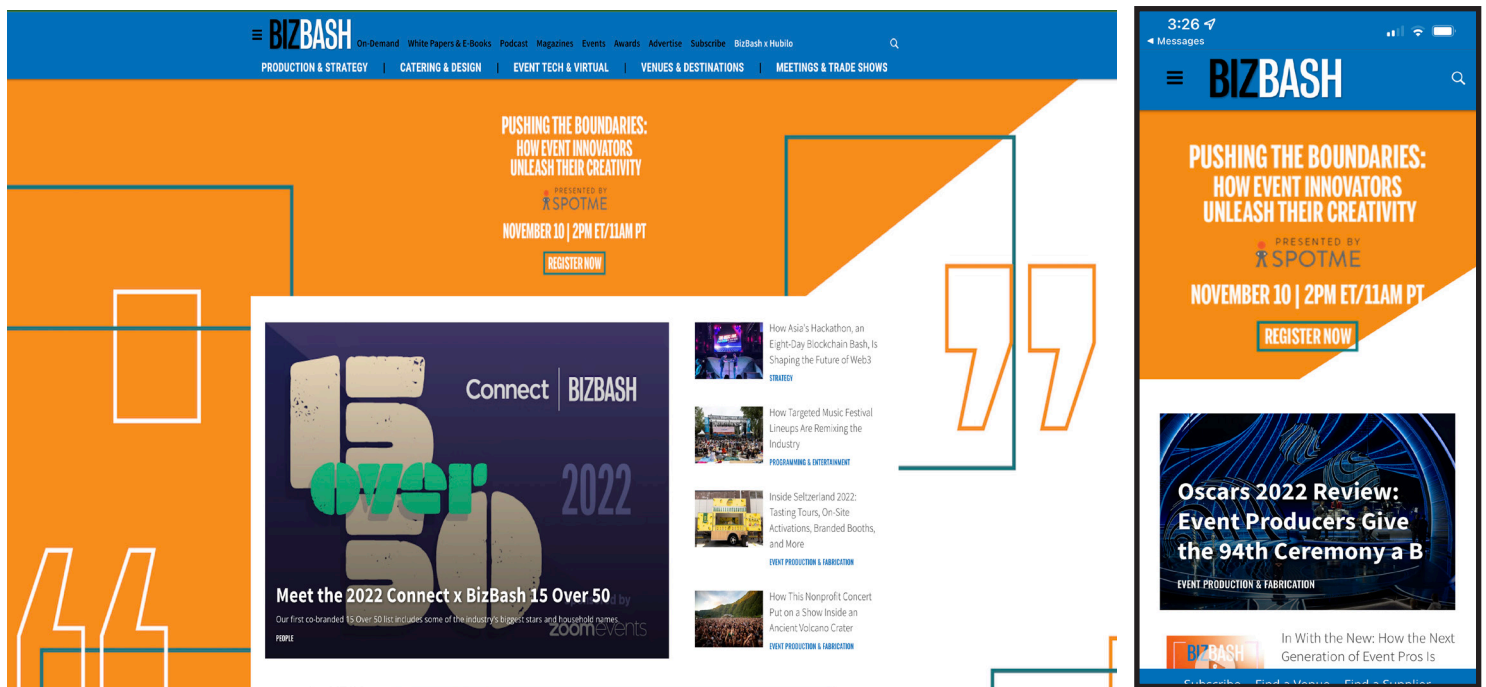 BIZBASH
On-Demand White Papers & E-Books Podcast Magazines Events Awards Advertise Subscribe BizBash x Hubilo
PRODUCTION & STRATEGY | CATERING & DESIGN | EVENT TECH & VIRTUAL | VENUES & DESTINATIONS | MEETINGS & TRADE SHOWS
PUSHING THE BOUNDARIES:
HOW EVENT INNOVATORS
UNLEASH THEIR CREATIVITY
PRESENTED BY
SPOTME
NOVEMBER 10 | 2PM ET/11AM PT
REGISTER NOW
Connect | BIZBASH
15
over
50
2022
Meet the 2022 Connect x BizBash 15 Over 50
by
Our first co-branded 15 Over 50 list includes some of the industry's biggest stars and household names.
zoomevents
PEOPLE
How Asia's Hackathon, an
Eight-Day Blockchain Bash, Is
Shaping the Future of Web3
STRATEGY
How Targeted Music Festival
Lineups Are Remixing the
Industry
PROGRAMMING & ENTERTAINMENT
Inside Seltzerland 2022:
Tasting Tours, On-Site
Activations, Branded Booths,
and More
EVENT PRODUCTION & FABRICATION
How This Nonprofit Concert
Put on a Show Inside an
Ancient Volcano Crater
EVENT PRODUCTION & FABRICATION
3:26
Messages
BIZBASH
PUSHING THE BOUNDARIES:
HOW EVENT INNOVATORS
UNLEASH THEIR CREATIVITY
PRESENTED BY
SPOTME
NOVEMBER 10 | 2PM ET/11AM PT
REGISTER NOW
Oscars 2022 Review:
Event Producers Give
the 94th Ceremony a B
EVENT PRODUCTION & FABRICATION
BIZBASH
In With the New: How the Next
Generation of Event Pros Is
Subscribe Find a Venue Find a Supplier